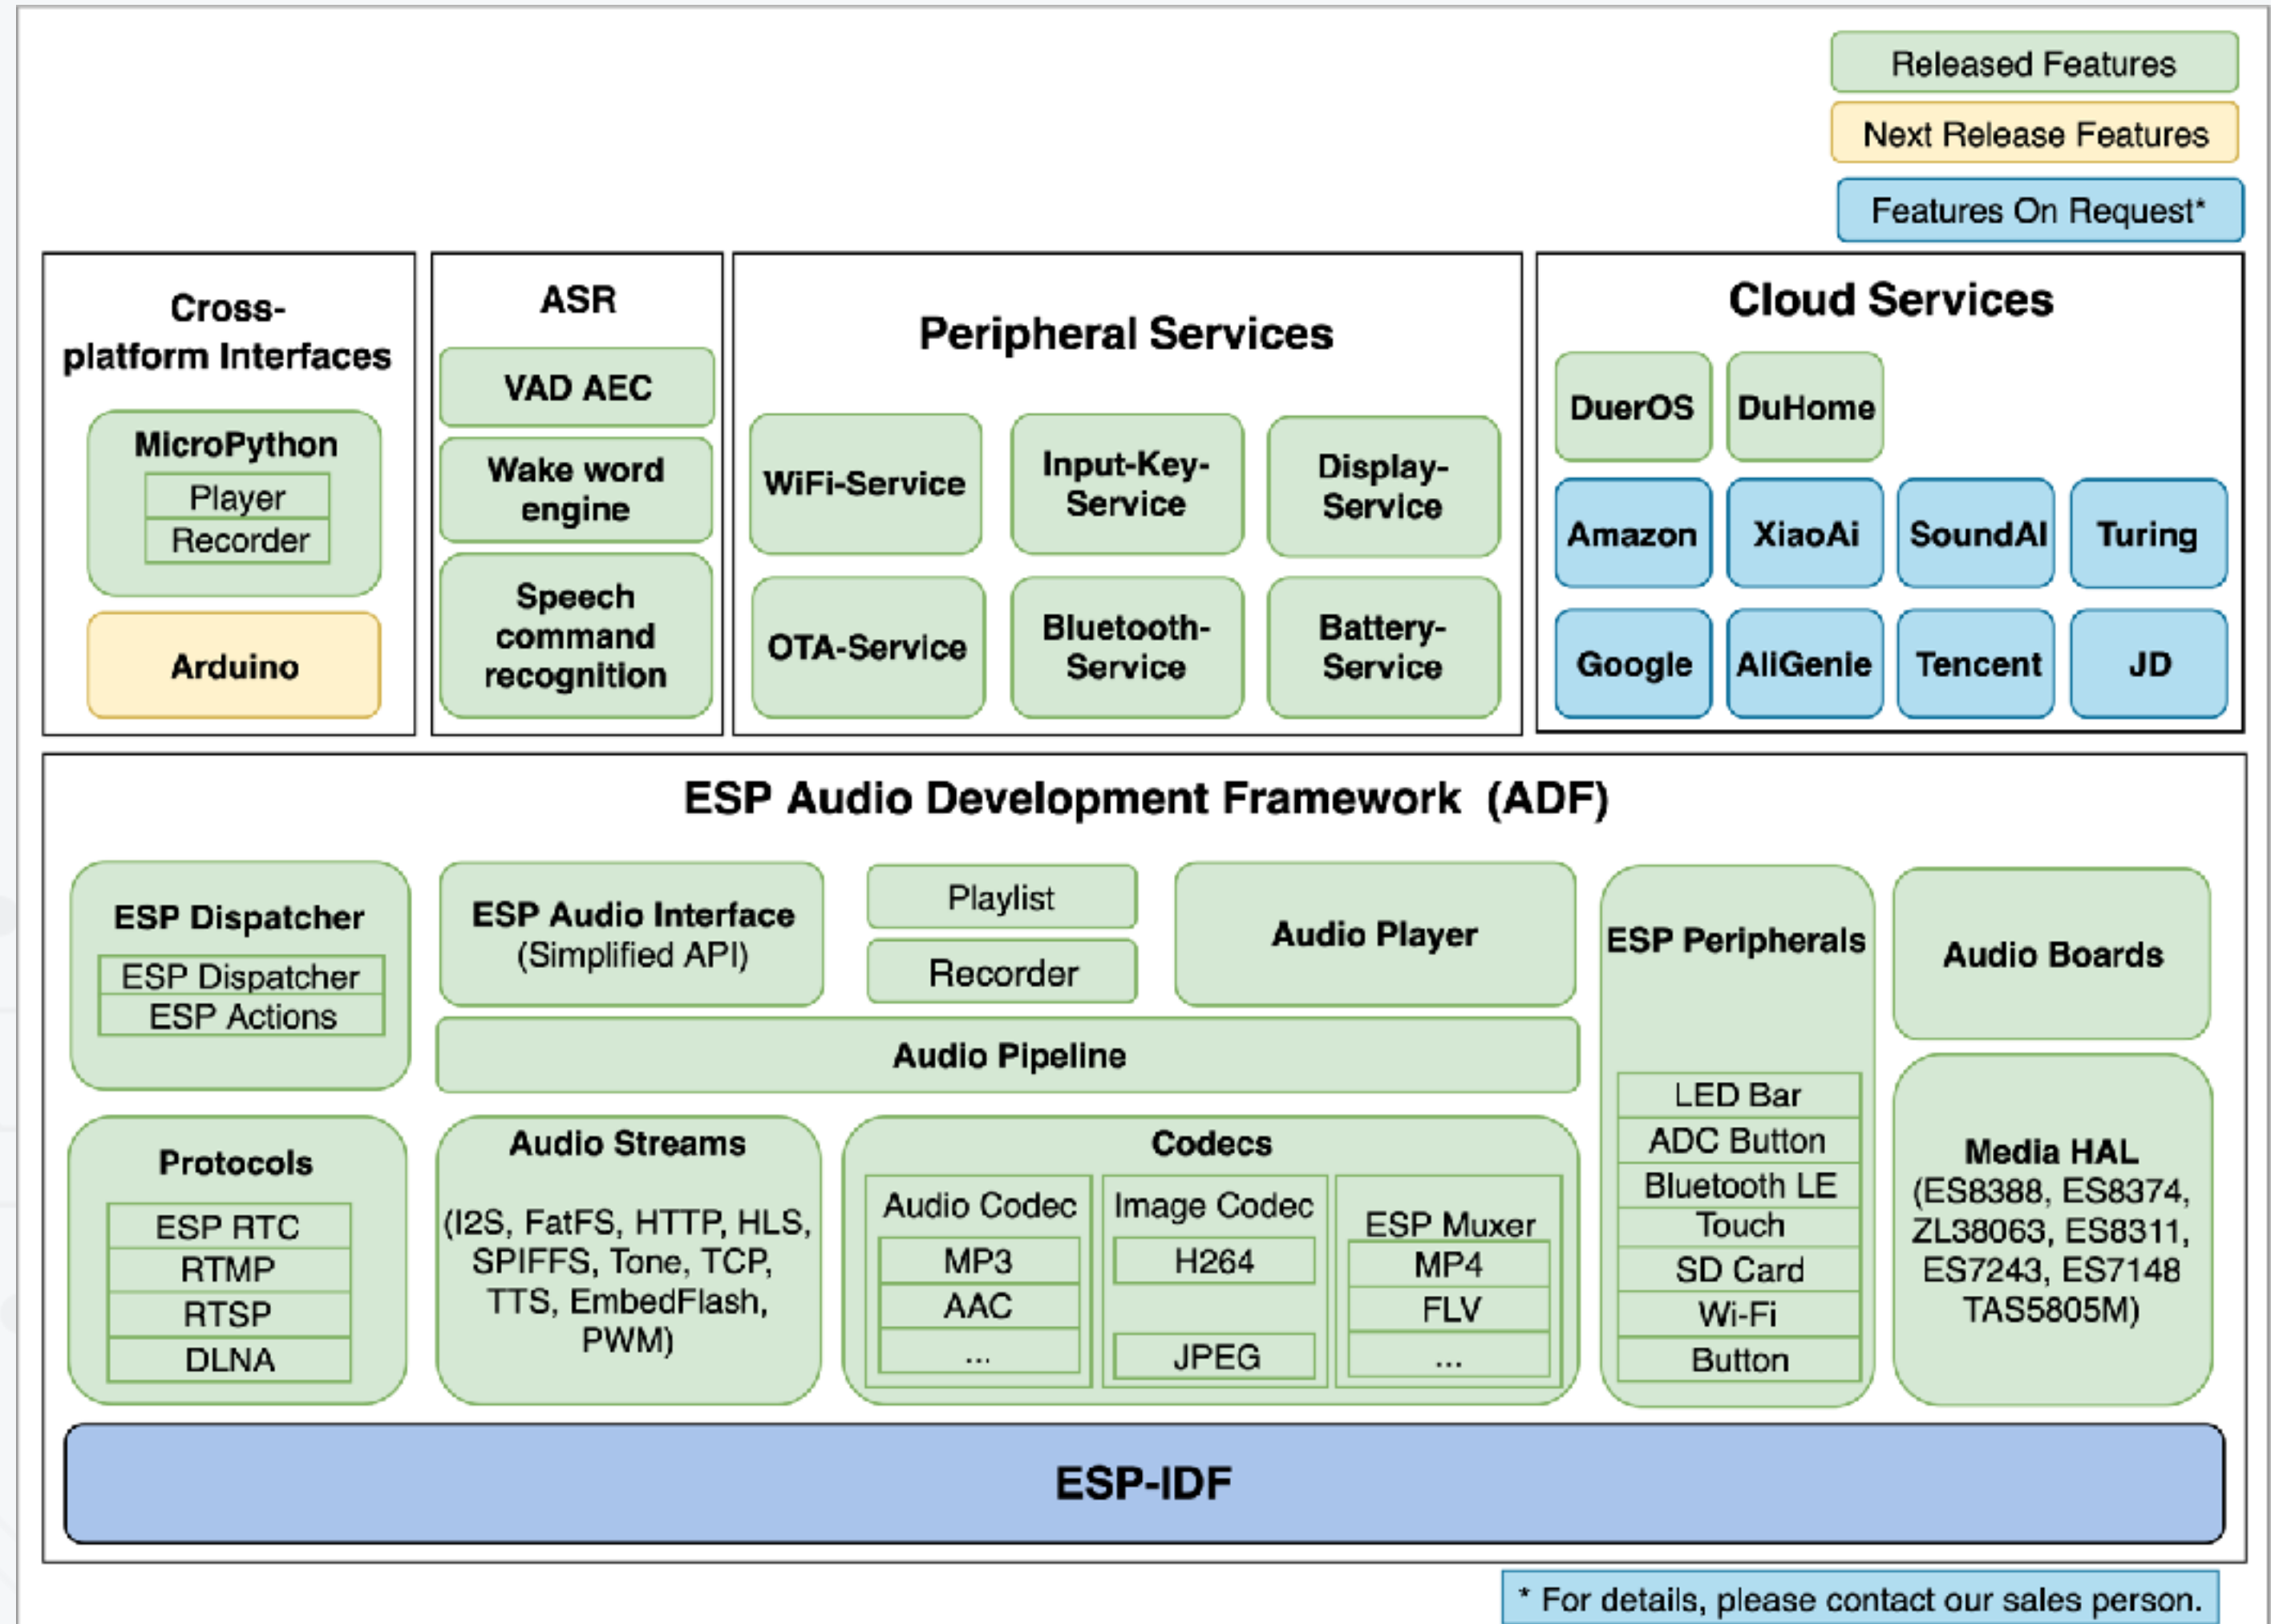 Released Features
Next Release Features
Features On Request*
Cross-
platform Interfaces
MicroPython
Player
Recorder
Arduino
ASR
VAD AEC
Wake word
engine
Speech
command
recognition
Peripheral Services
WiFi-Service
Input-Key-
Service
Display-
Service
OTA-Service
Bluetooth-
Service
Battery-
Service
Cloud Services
DuerOS
DuHome
Amazon
XiaoAi
SoundAI
Turing
Google
AliGenie
Tencent
JD
ESP Audio Development Framework (ADF)
ESP Dispatcher
ESP Dispatcher
ESP Actions
ESP Audio Interface
(Simplified API)
Playlist
Recorder
Audio Player
Audio Pipeline
Protocols
ESP RTC
RTMP
RTSP
DLNA
Audio Streams
(I2S, FatFS, HTTP, HLS,
SPIFFS, Tone, TCP,
TTS, EmbedFlash,
PWM)
Codecs
Audio Codec
MP3
AAC
...
Image Codec
H264
JPEG
ESP Muxer
MP4
FLV
...
ESP Peripherals
LED Bar
ADC Button
Bluetooth LE
Touch
SD Card
Wi-Fi
Button
Audio Boards
Media HAL
(ES8388, ES8374,
ZL38063, ES8311,
ES7243, ES7148
TAS5805M)
ESP-IDF
* For details, please contact our sales person.